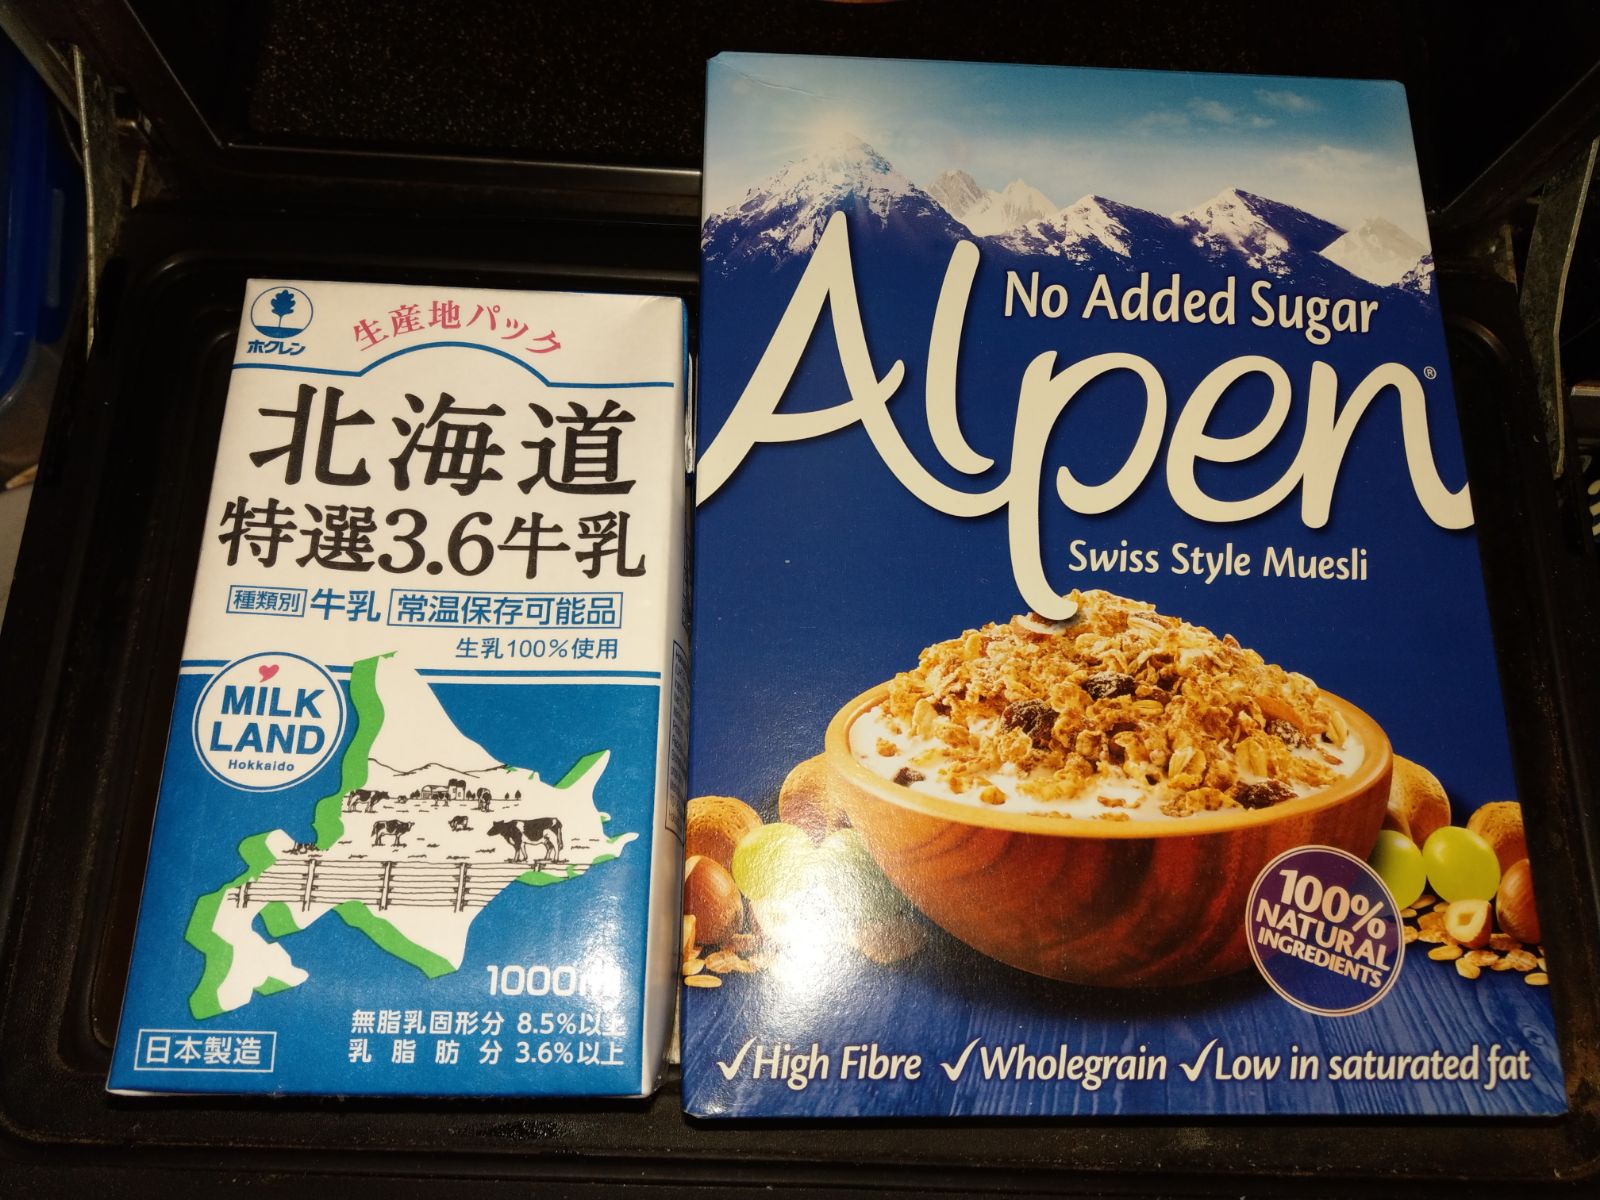 ホクレン
生産地パック
北海道
特選3.6牛乳
種類別 牛乳 常温保存可能品
生乳100%使用
MILK
LAND
Hokkaido
1000m
無脂乳固形分 8.5%以上
乳脂肪分 3.6%以上
日本製造
No Added Sugar
Alpen®
Swiss Style Muesli
100%
NATURAL
INGREDIENTS
✓High Fibre ✓Wholegrain ✓Low in saturated fat